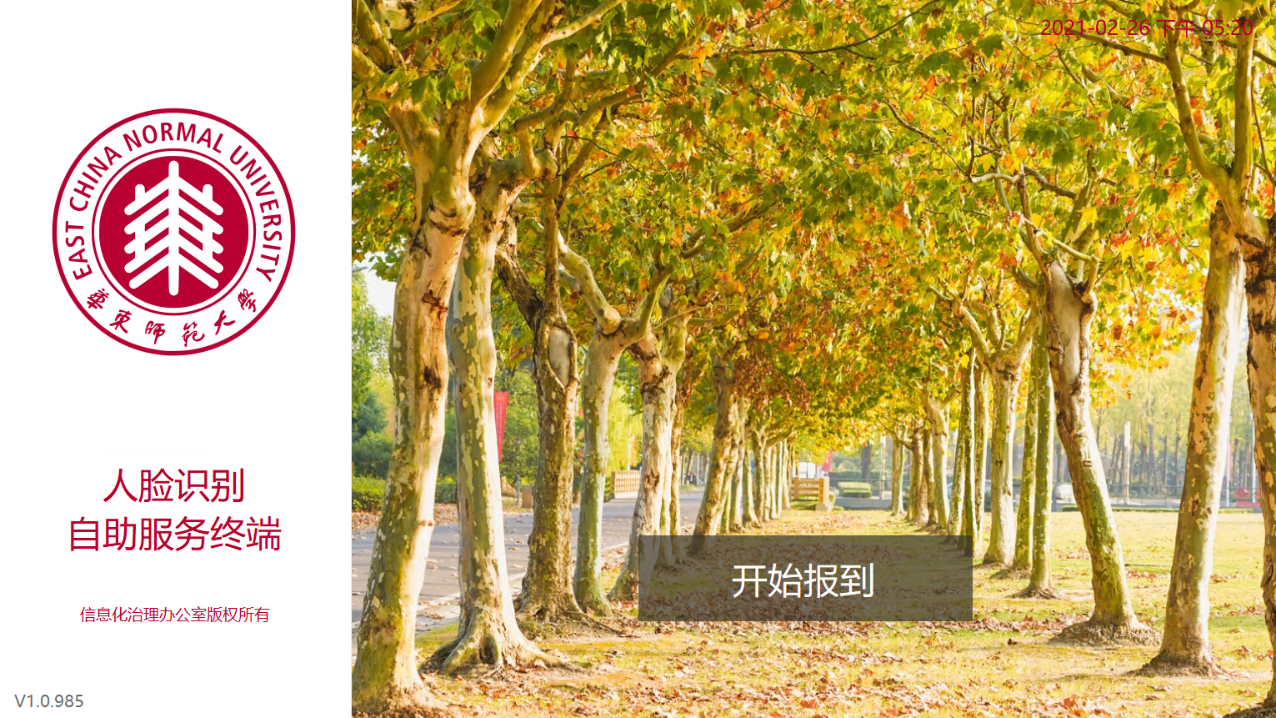 2021-02-26 下午 05:20
EAST CHINA NORMAL UNIVERSITY
華東師範大學
人脸识别
自助服务终端
信息化治理办公室版权所有
开始报到
V1.0.985